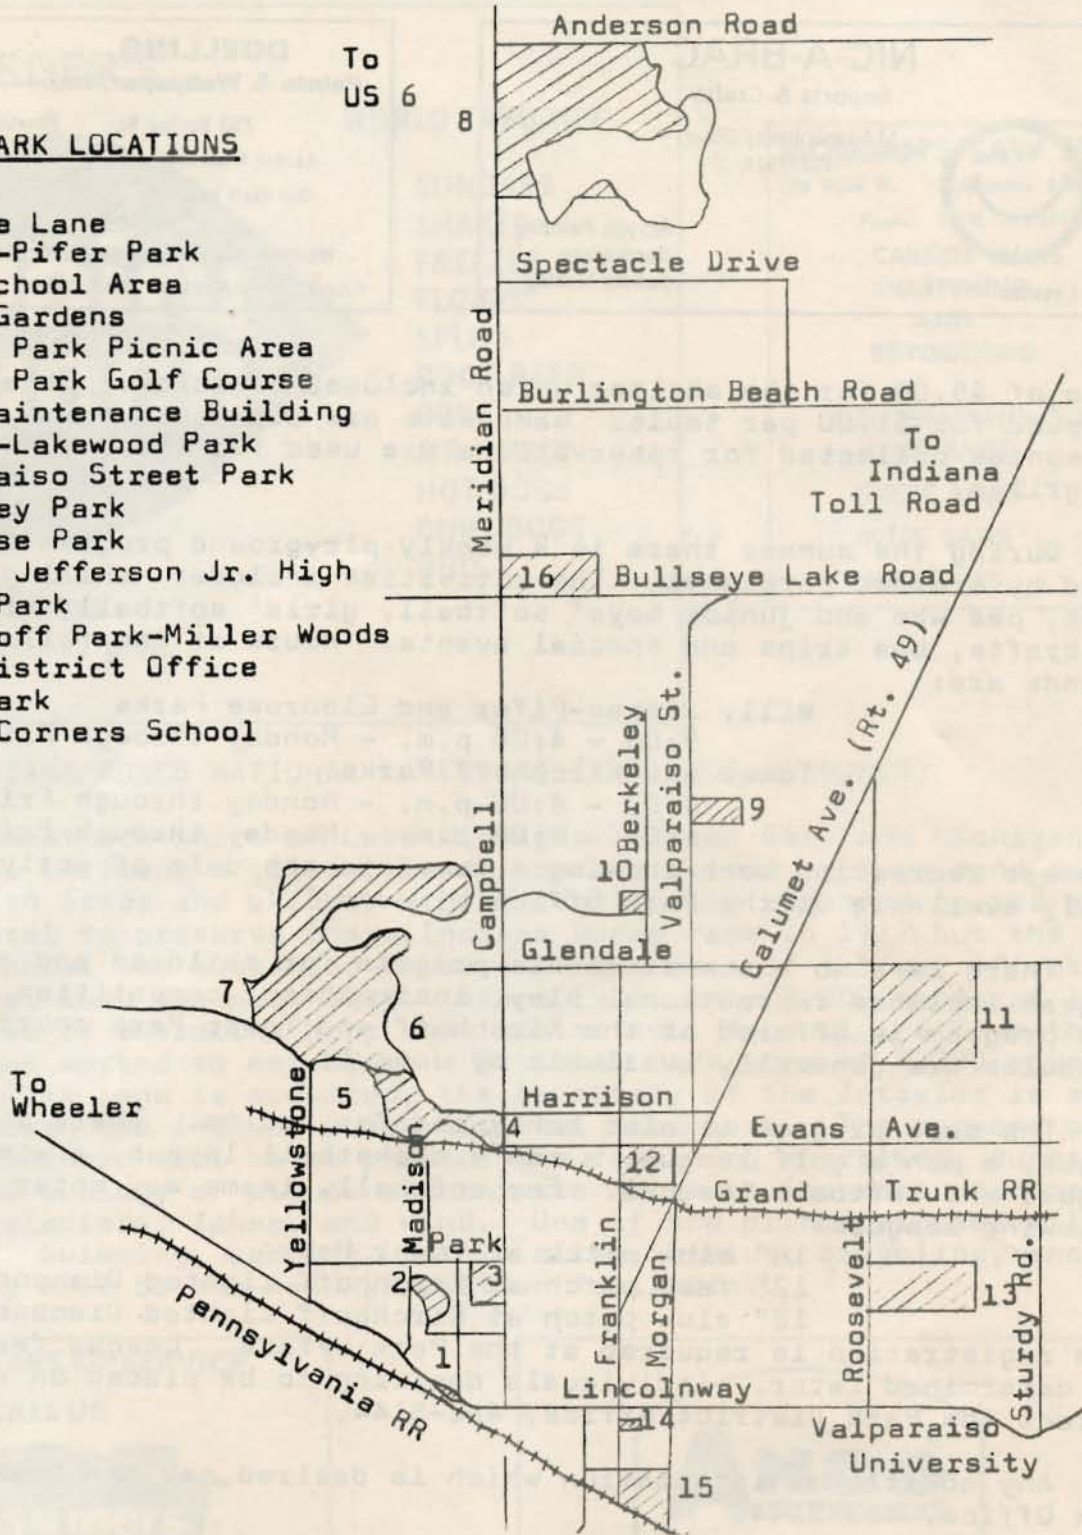 ARK LOCATIONS
e Lane
-Pifer Park
chool Area
Gardens
Park Picnic Area
Park Golf Course
aintenance Building
-Lakewood Park
aiso Street Park
ey Park
se Park
Jefferson Jr. High
Park
off Park-Miller Woods
istrict Office
ark
Corners School
Anderson Road
To
US 6
8
Spectacle Drive
Meridian Road
Burlington Beach Road
To
Indiana
Toll Road
16
Bullseye Lake Road
Calumet Ave. (Rt. 49)
Campbell
Berkeley
Valparaiso St.
9
10
Glendale
7
6
11
To
Wheeler
5
Harrison
4
Evans Ave.
12
Grand Trunk RR
Yellowstone
Madison
Park
2
3
13
Franklin
Morgan
Roosevelt
Sturdy Rd.
Pennsylvania RR
1
Lincolnway
14
Valparaiso
University
15